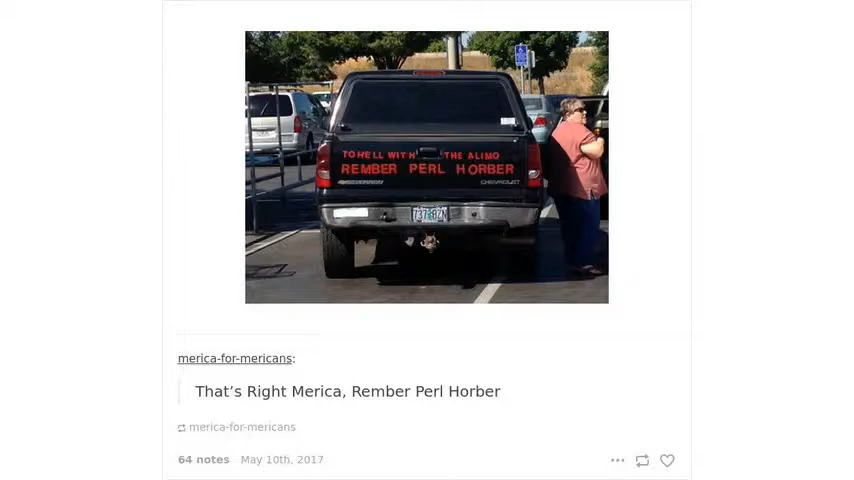 TO HELL WITH THE ALIMO
REMBER PERL HORBER
CHEVROLET
merica-for-mericans:
That's Right Merica, Rember Perl Horber
merica-for-mericans
64 notes May 10th, 2017